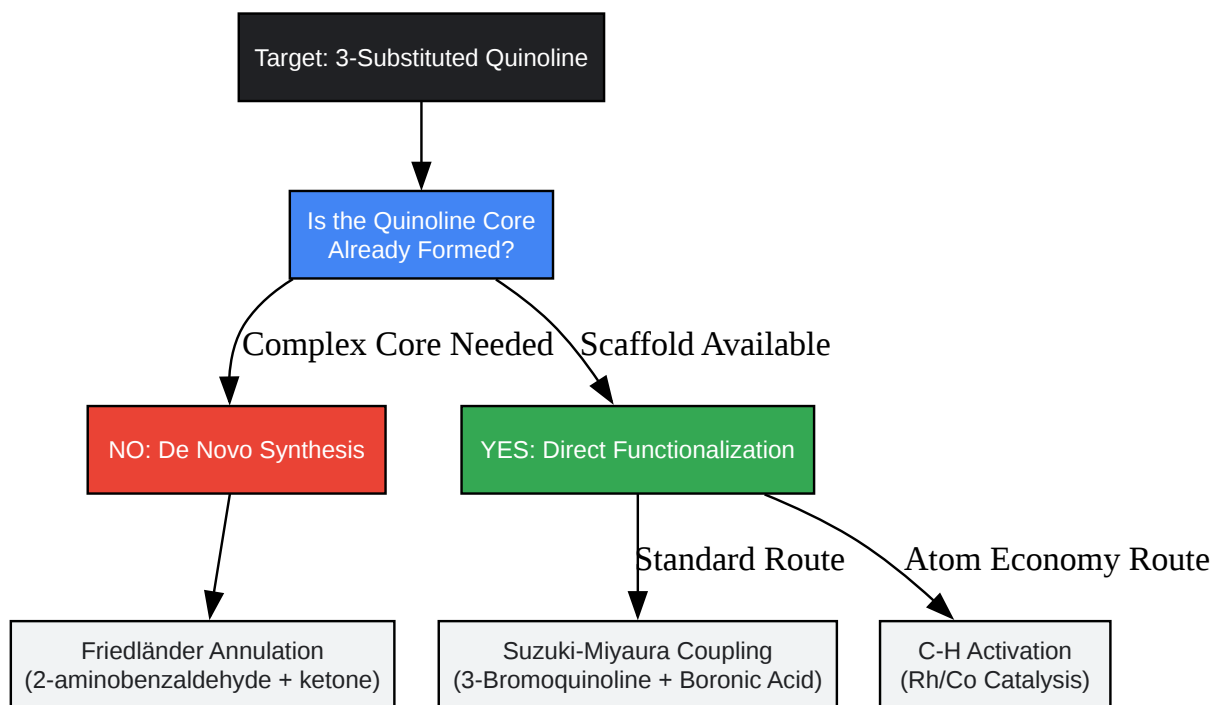 Target: 3-Substituted Quinoline
Is the Quinoline Core
Already Formed?
Complex Core Needed
Scaffold Available
NO: De Novo Synthesis
YES: Direct Functionalization
Standard Route
Atom Economy Route
Friedländer Annulation
(2-aminobenzaldehyde + ketone)
Suzuki-Miyaura Coupling
(3-Bromoquinoline + Boronic Acid)
C-H Activation
(Rh/Co Catalysis)